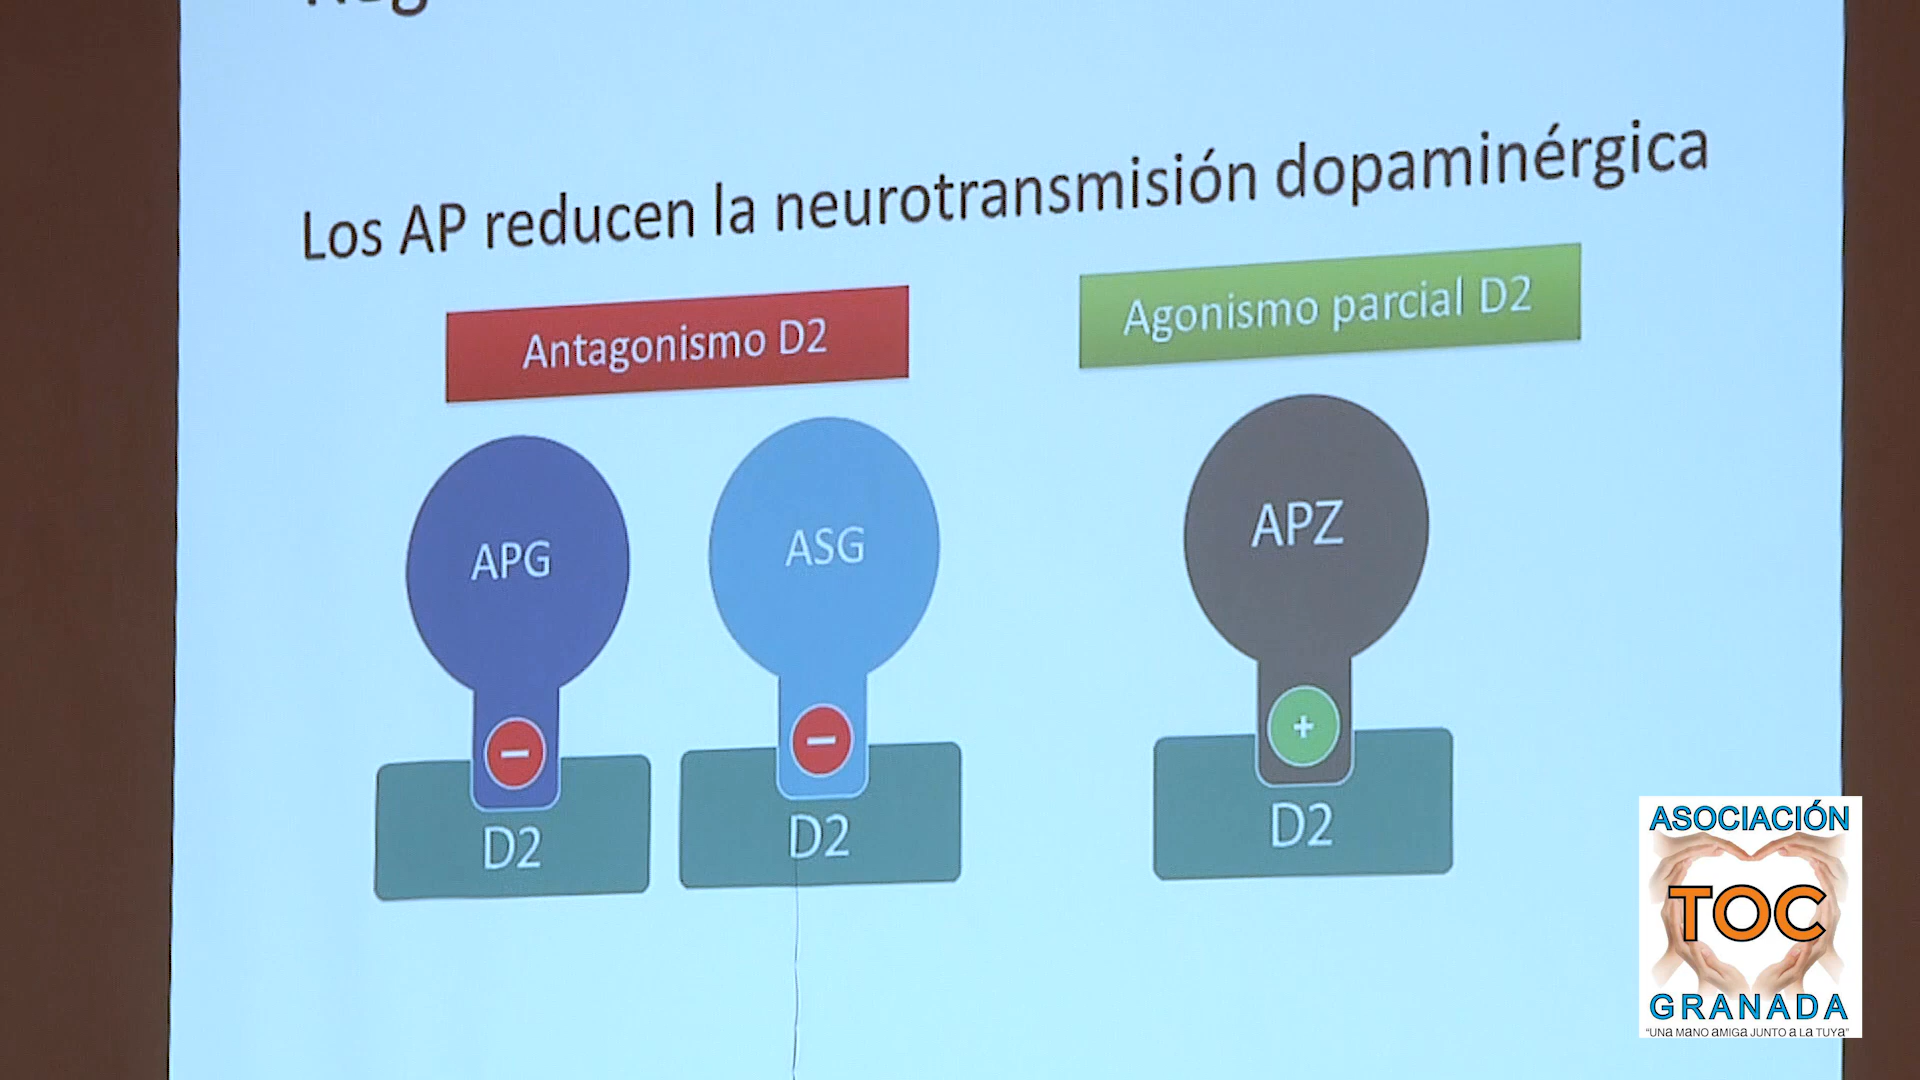 Los AP reducen la neurotransmisión dopaminérgica
Antagonismo D2
Agonismo parcial D2
APG
ASG
APZ
−
−
+
D2
D2
D2
ASOCIACIÓN
TOC
GRANADA
"UNa MaNO aMIGa JUNTO a La TUYa"